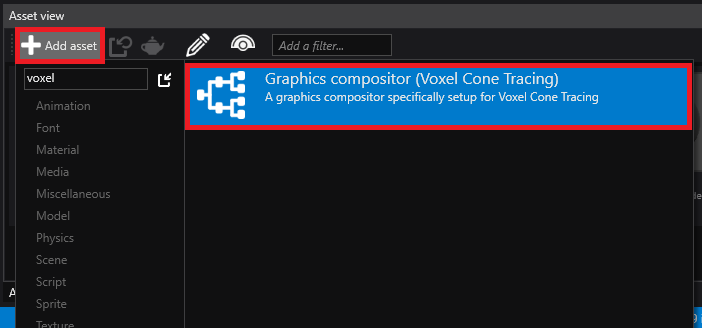 Asset view
Add asset
Add a filter...
voxel
Graphics compositor (Voxel Cone Tracing)
A graphics compositor specifically setup for Voxel Cone Tracing
Animation
Font
Material
Media
Miscellaneous
Model
Physics
Scene
Script
Sprite
Texture